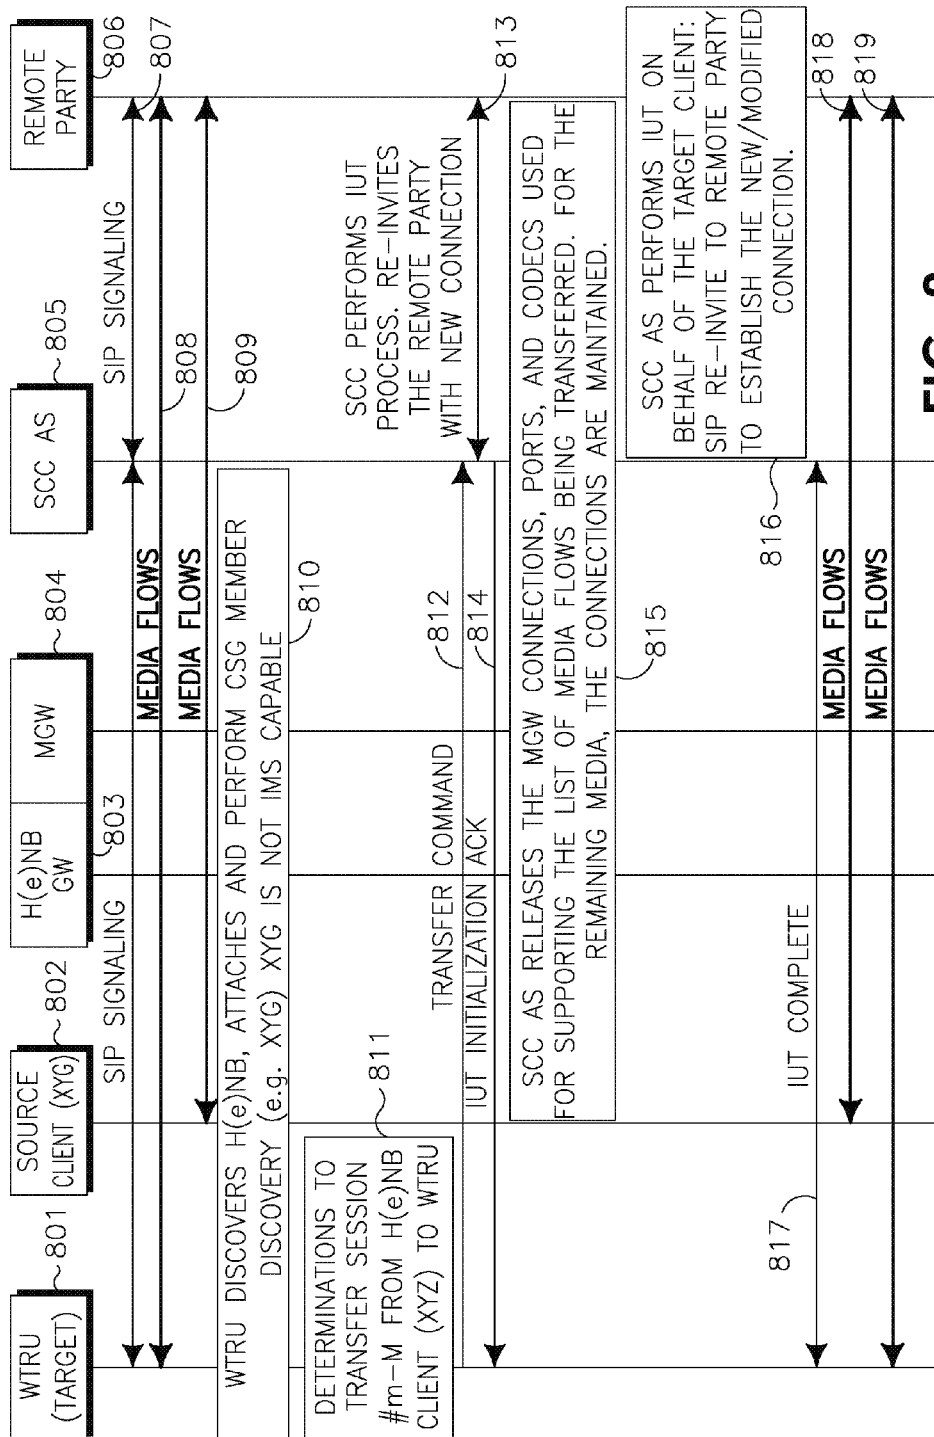 WTRU
(TARGET)
801
SOURCE
CLIENT (XYG)
802
H(e)NB
GW
803
MGW
804
SCC AS
805
REMOTE
PARTY
806
SIP SIGNALING
SIP SIGNALING
807
MEDIA FLOWS
808
MEDIA FLOWS
809
WTRU DISCOVERS H(e)NB, ATTACHES AND PERFORM CSG MEMBER
DISCOVERY (e.g. XYG) XYG IS NOT IMS CAPABLE
810
DETERMINATIONS TO
TRANSFER SESSION
#m-M FROM H(e)NB
CLIENT (XYZ) TO WTRU
811
SCC PERFORMS IUT
PROCESS. RE-INVITES
THE REMOTE PARTY
WITH NEW CONNECTION
813
TRANSFER COMMAND
812
IUT INITIALIZATION ACK
814
SCC AS RELEASES THE MGW CONNECTIONS, PORTS, AND CODECS USED
FOR SUPPORTING THE LIST OF MEDIA FLOWS BEING TRANSFERRED. FOR THE
REMAINING MEDIA, THE CONNECTIONS ARE MAINTAINED.
815
SCC AS PERFORMS IUT ON
BEHALF OF THE TARGET CLIENT:
SIP RE-INVITE TO REMOTE PARTY
TO ESTABLISH THE NEW/MODIFIED
CONNECTION.
816
IUT COMPLETE
817
MEDIA FLOWS
818
MEDIA FLOWS
819